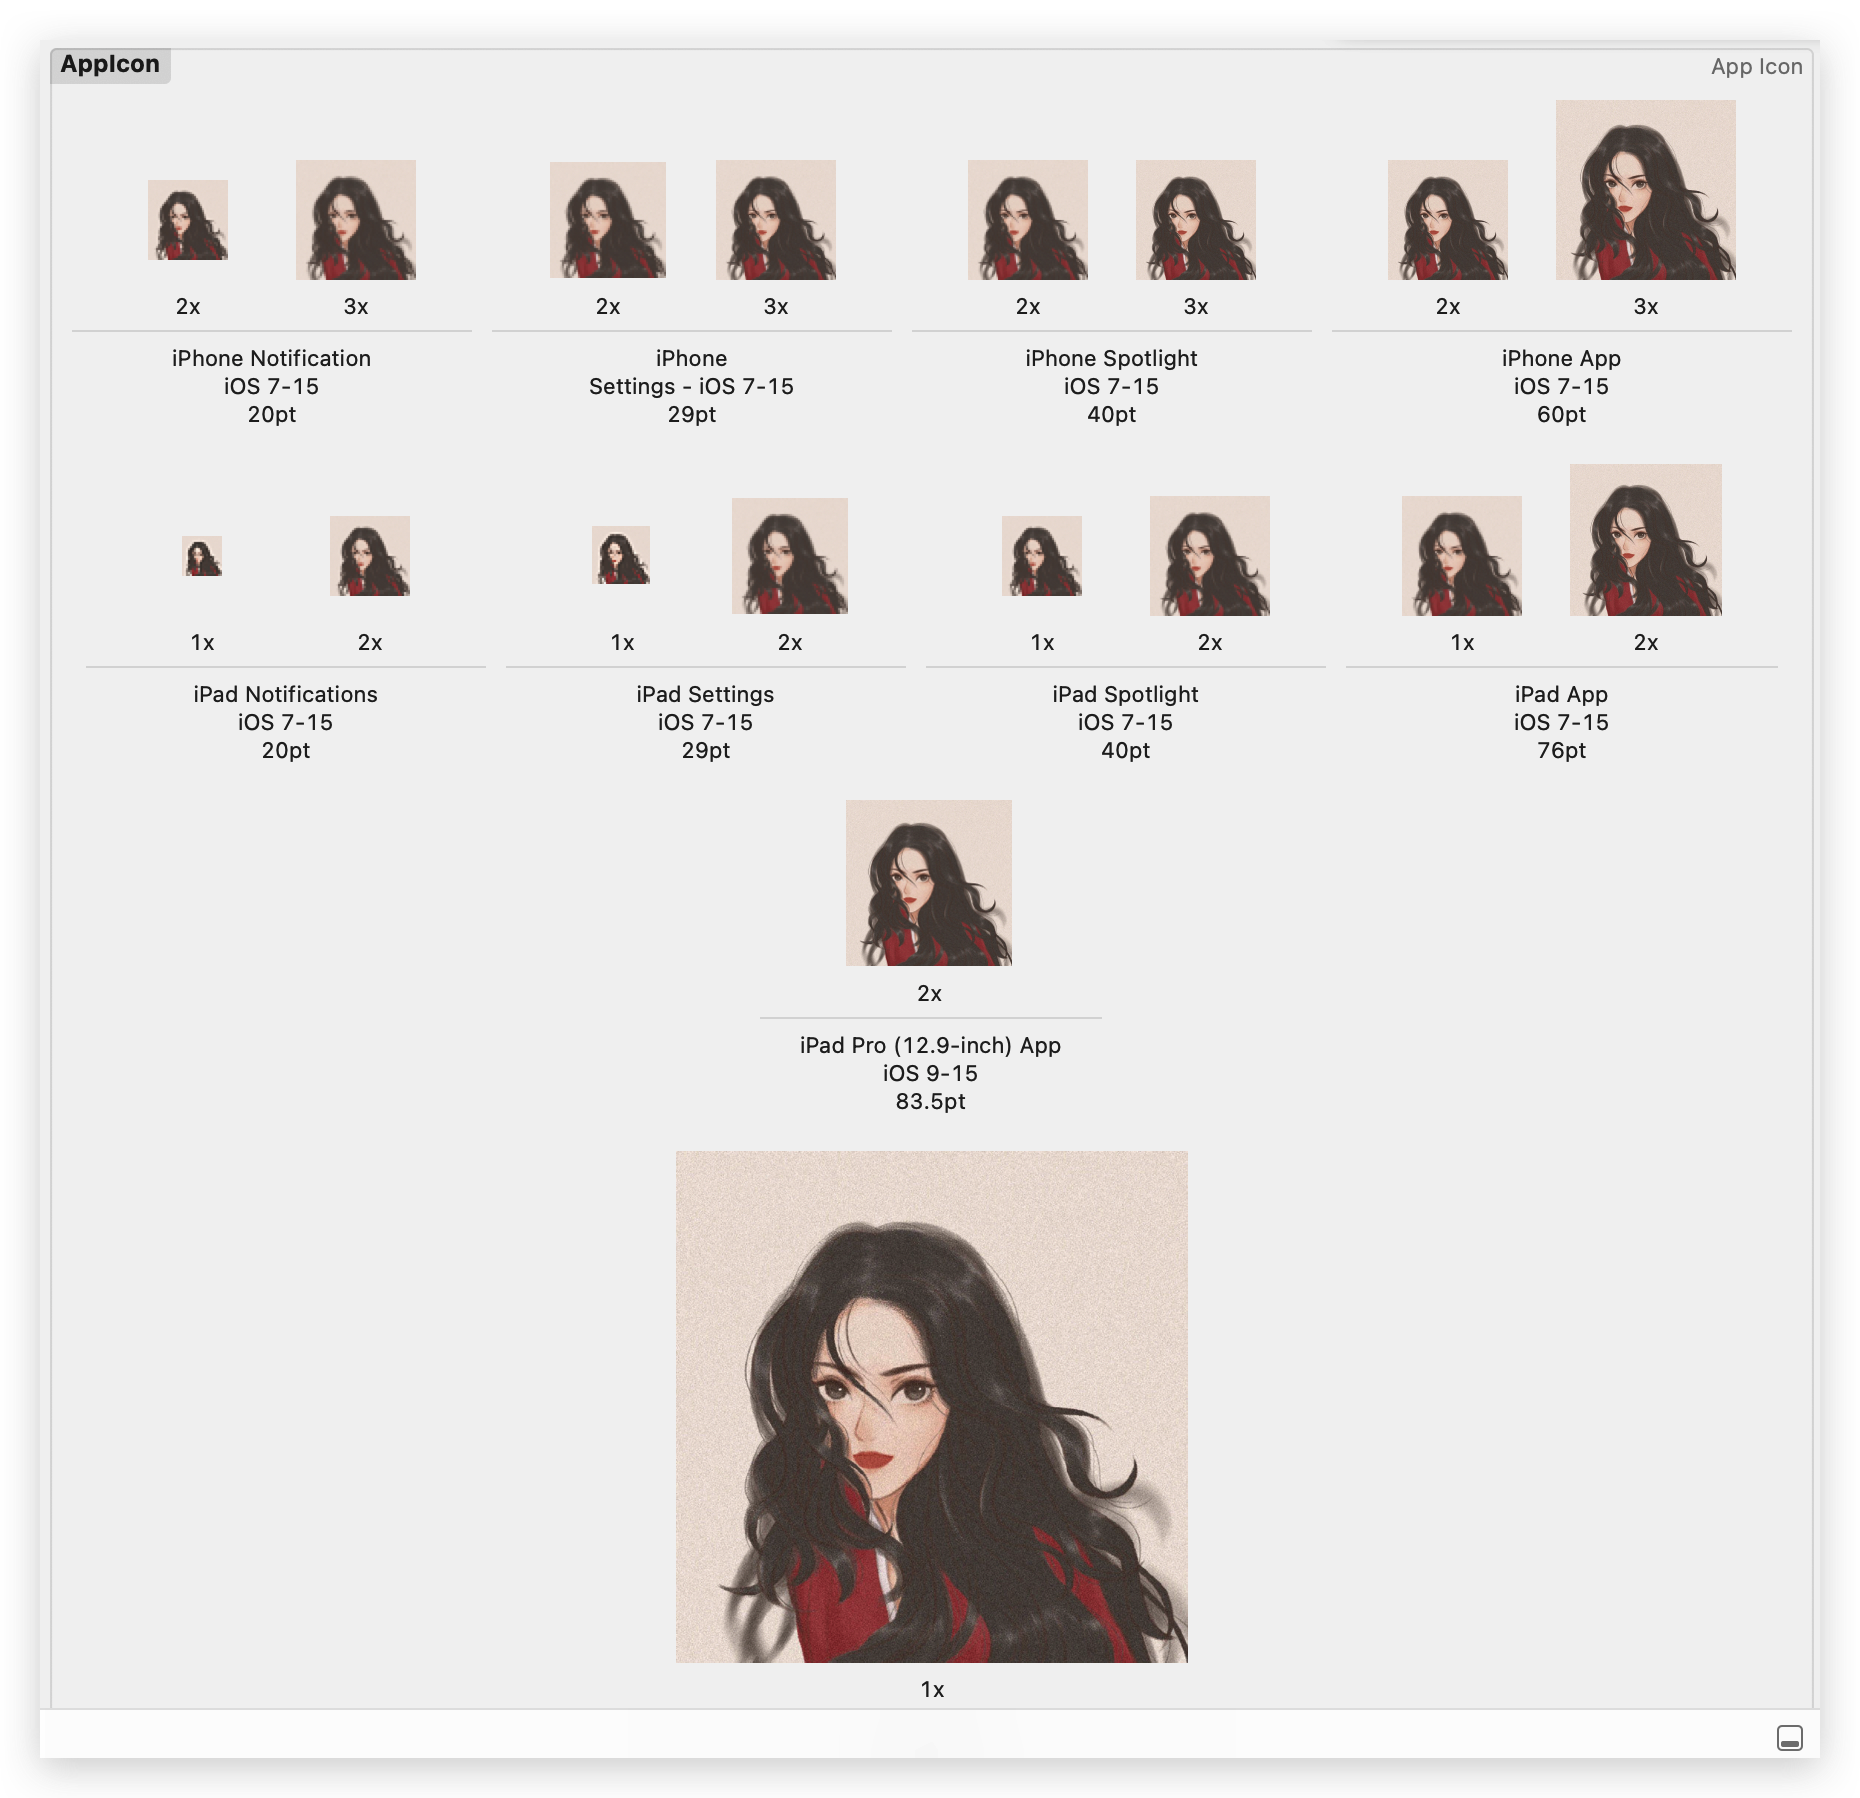 AppIcon
App Icon
2x 3x 2x 3x 2x 3x 2x 3x
iPhone Notification
iOS 7-15
20pt
iPhone
Settings - iOS 7-15
29pt
iPhone Spotlight
iOS 7-15
40pt
iPhone App
iOS 7-15
60pt
1x 2x 1x 2x 1x 2x 1x 2x
iPad Notifications
iOS 7-15
20pt
iPad Settings
iOS 7-15
29pt
iPad Spotlight
iOS 7-15
40pt
iPad App
iOS 7-15
76pt
2x
iPad Pro (12.9-inch) App
iOS 9-15
83.5pt
1x